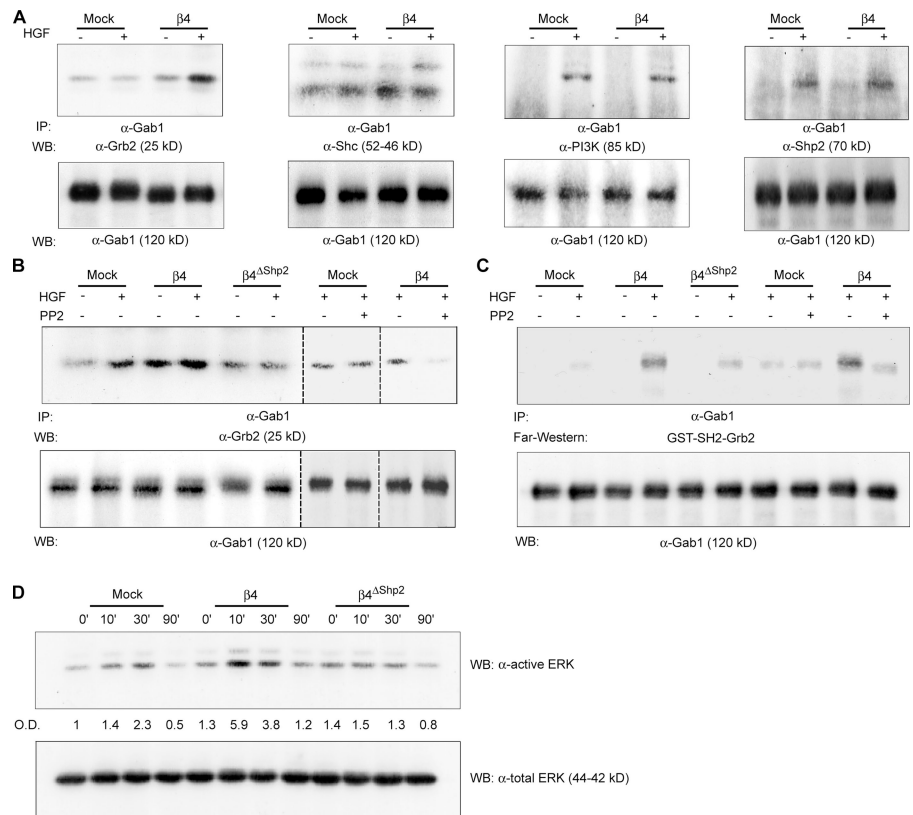 A
Mock β4 Mock β4 Mock β4 Mock β4
HGF - + - + - + - + - + - + - + - +
IP: α-Gab1 α-Gab1 α-Gab1 α-Gab1
WB: α-Grb2 (25 kD) α-Shc (52-46 kD) α-PI3K (85 kD) α-Shp2 (70 kD)
WB: α-Gab1 (120 kD) α-Gab1 (120 kD) α-Gab1 (120 kD) α-Gab1 (120 kD)
B
Mock β4 β4ΔShp2 Mock β4
HGF - + - + - + + + + +
PP2 - - - - - - - + - +
IP: α-Gab1
WB: α-Grb2 (25 kD)
WB: α-Gab1 (120 kD)
C
Mock β4 β4ΔShp2 Mock β4
HGF - + - + - + + + + +
PP2 - - - - - - - + - +
IP: α-Gab1
Far-Western: GST-SH2-Grb2
WB: α-Gab1 (120 kD)
D
Mock β4 β4ΔShp2
0' 10' 30' 90' 0' 10' 30' 90' 0' 10' 30' 90'
WB: α-active ERK
O.D. 1 1.4 2.3 0.5 1.3 5.9 3.8 1.2 1.4 1.5 1.3 0.8
WB: α-total ERK (44-42 kD)